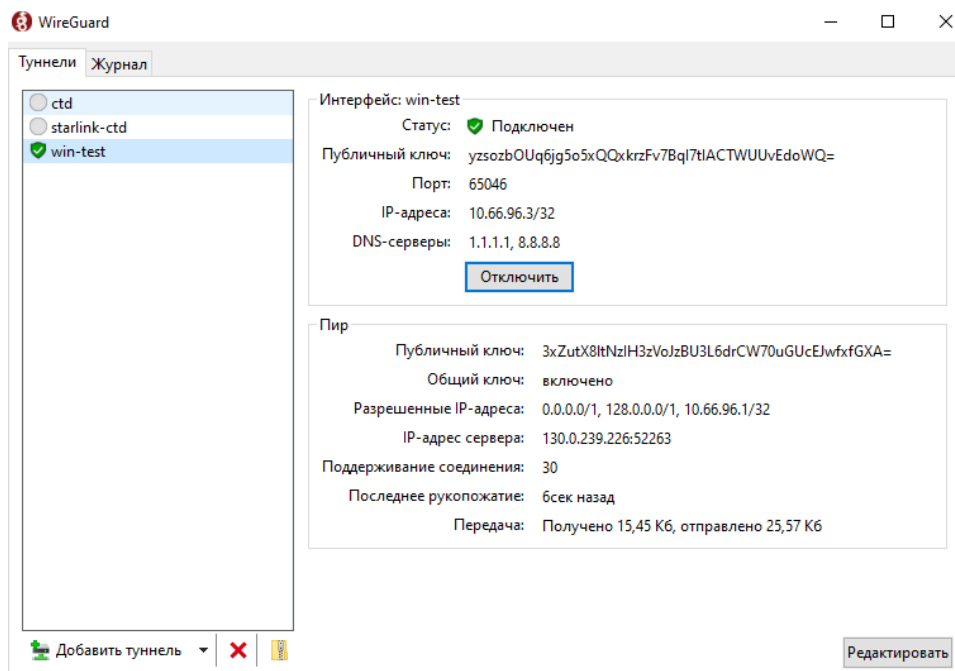 WireGuard
Туннели Журнал
ctd
starlink-ctd
win-test
Интерфейс: win-test
Статус: Подключен
Публичный ключ: yzsozbOUq6jg5o5xQQxkrzFv7BqI7tIACTWUUvEdoWQ=
Порт: 65046
IP-адреса: 10.66.96.3/32
DNS-серверы: 1.1.1.1, 8.8.8.8
Отключить
Пир
Публичный ключ: 3xZutX8ItNzIH3zVoJzBU3L6drCW70uGUcEJwfxfGXA=
Общий ключ: включено
Разрешенные IP-адреса: 0.0.0.0/1, 128.0.0.0/1, 10.66.96.1/32
IP-адрес сервера: 130.0.239.226:52263
Поддерживание соединения: 30
Последнее рукопожатие: 6сек назад
Передача: Получено 15,45 Кб, отправлено 25,57 Кб
Добавить туннель
Редактировать